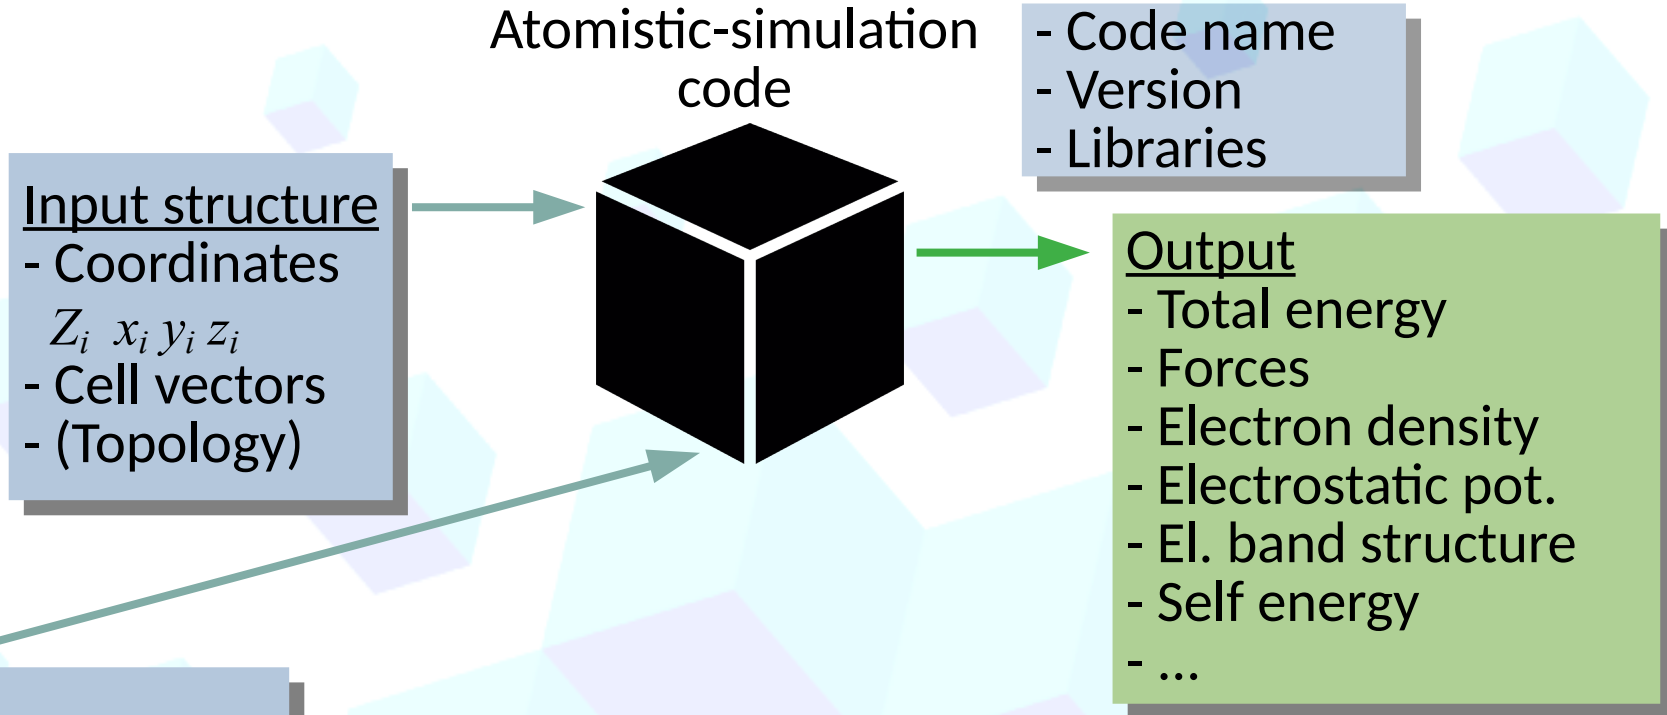 Atomistic-simulation
code
- Code name
- Version
- Libraries
Input structure
- Coordinates
Zi xi yi zi
- Cell vectors
- (Topology)
Output
- Total energy
- Forces
- Electron density
- Electrostatic pot.
- El. band structure
- Self energy
- ...